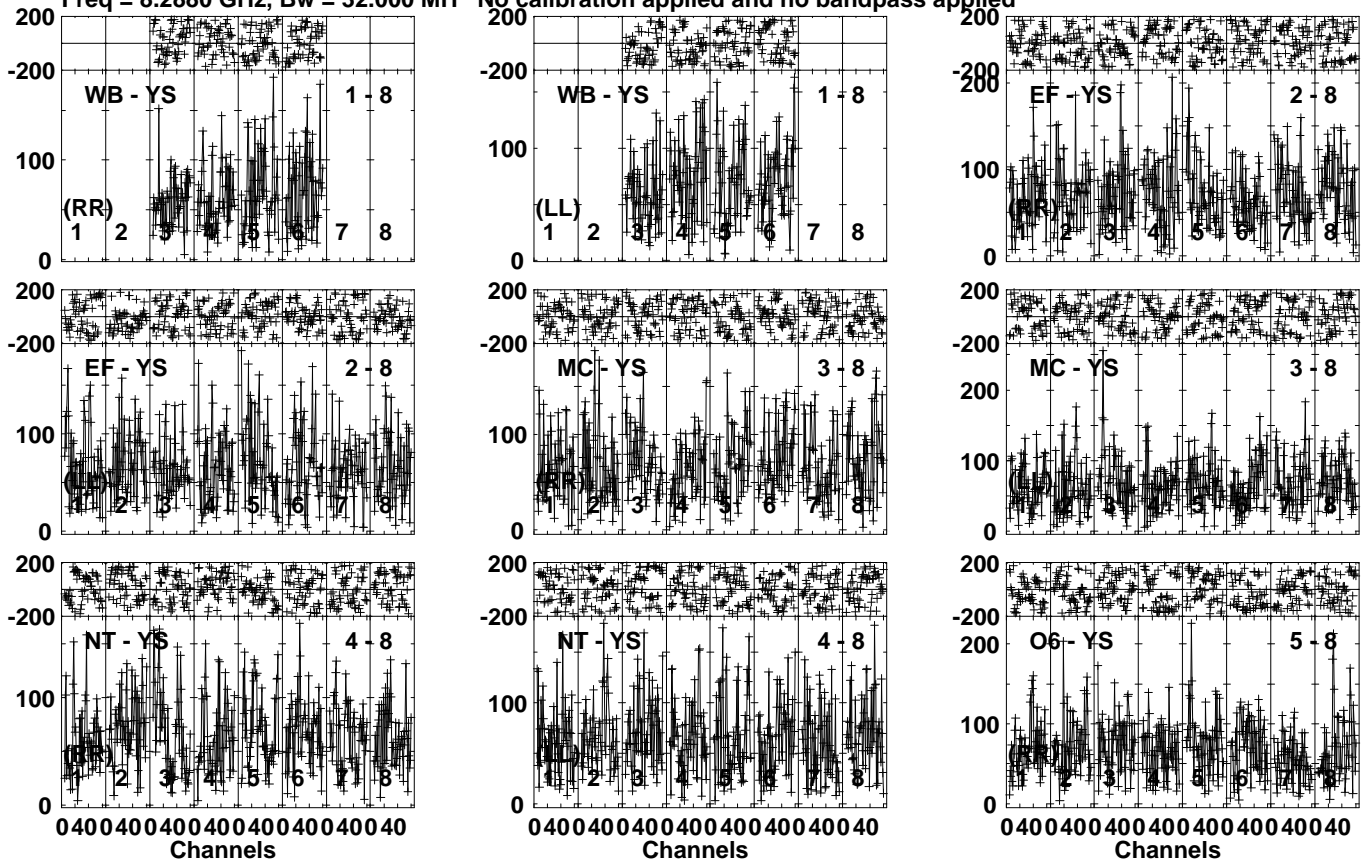 Freq = 8.2880 GHz, Bw = 32.000 MH No calibration applied and no bandpass applied
200 200 200
-200 -200 -200
WB - YS 1 - 8 WB - YS 1 - 8 EF - YS 2 - 8
200
100 100 100
(RR) (LL) (RR)
1 2 3 4 5 6 7 8 1 2 3 4 5 6 7 8 1 2 3 4 5 6 7 8
0 0 0
200 200 200
-200 -200 -200
EF - YS 2 - 8 MC - YS 3 - 8 MC - YS 3 - 8
200
100 100 100
(LL) (RR) (LL)
1 2 3 4 5 6 7 8 1 2 3 4 5 6 7 8 1 2 3 4 5 6 7 8
0 0 0
200 200 200
-200 -200 -200
NT - YS 4 - 8 NT - YS 4 - 8 O6 - YS 5 - 8
200
100 100 100
(RR) (LL) (RR)
1 2 3 4 5 6 7 8 1 2 3 4 5 6 7 8 1 2 3 4 5 6 7 8
0 0 0
0 40 0 40 0 40 0 40 0 40 0 40 0 40 0 40 0 40 0 40 0 40 0 40 0 40 0 40 0 40 0 40 0 40 0 40 0 40 0 40 0 40 0 40 0 40 0 40
Channels Channels Channels